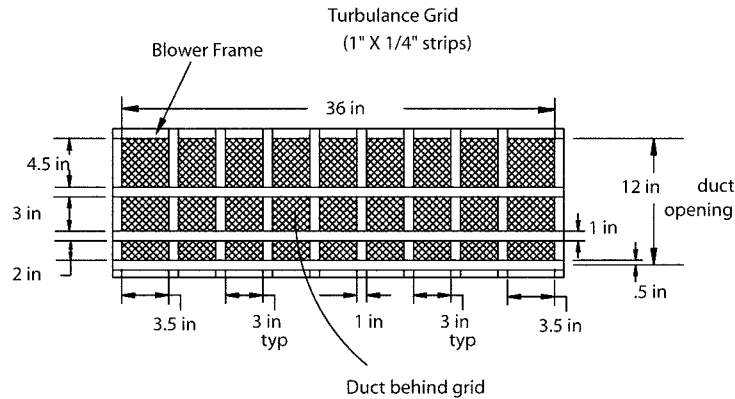 Turbulance Grid
(1" X 1/4" strips)
Blower Frame
36 in
4.5 in
12 in
duct
opening
3 in
1 in
2 in
.5 in
3.5 in
3 in
typ
1 in
3 in
typ
3.5 in
Duct behind grid